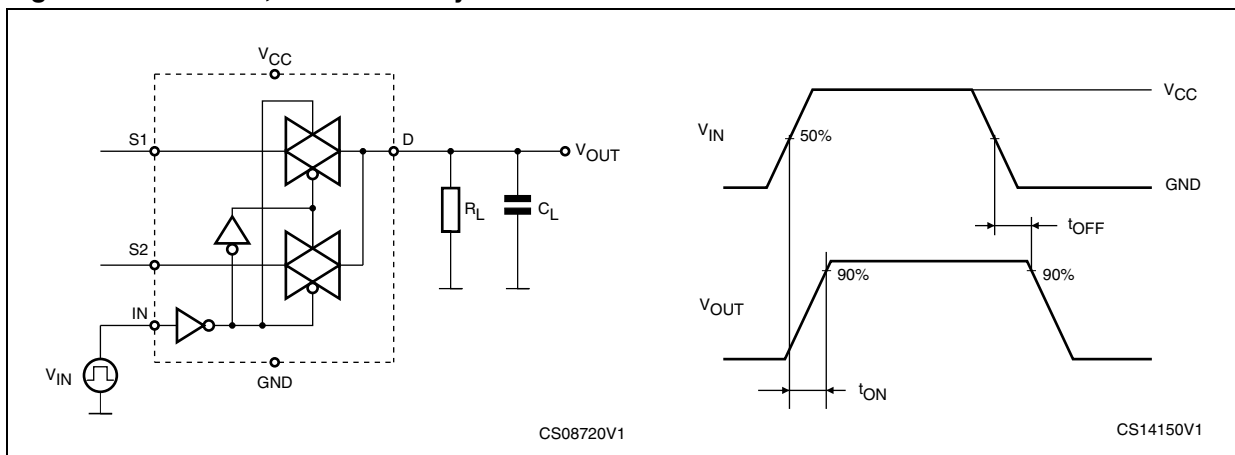 VCC
S1
D
VOUT
RL
CL
S2
IN
VIN
GND
CS08720V1
VCC
VIN
50%
GND
tOFF
90%
90%
VOUT
tON
CS14150V1